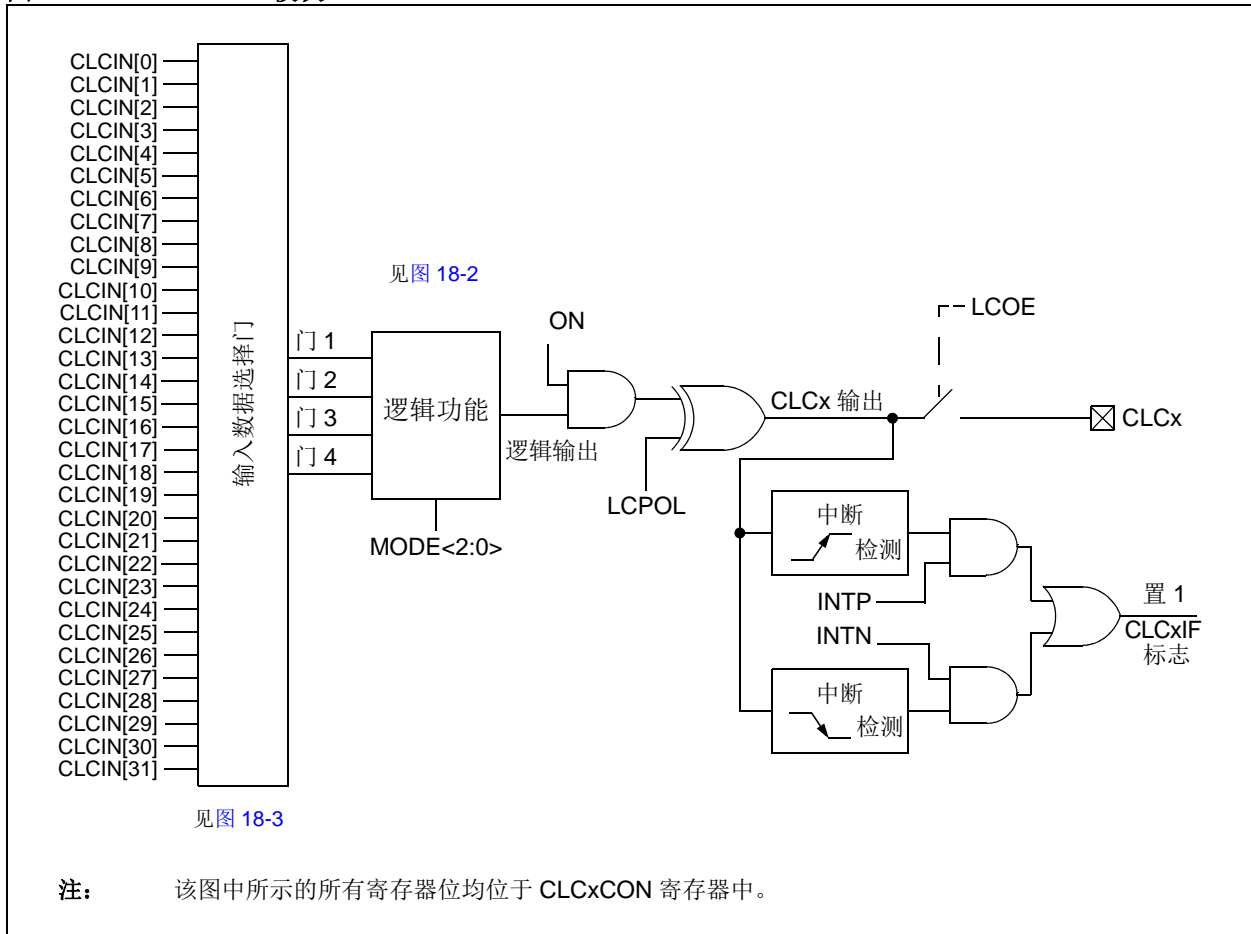 CLCIN[0]
CLCIN[1]
CLCIN[2]
CLCIN[3]
CLCIN[4]
CLCIN[5]
CLCIN[6]
CLCIN[7]
CLCIN[8]
CLCIN[9]
CLCIN[10]
CLCIN[11]
CLCIN[12]
CLCIN[13]
CLCIN[14]
CLCIN[15]
CLCIN[16]
CLCIN[17]
CLCIN[18]
CLCIN[19]
CLCIN[20]
CLCIN[21]
CLCIN[22]
CLCIN[23]
CLCIN[24]
CLCIN[25]
CLCIN[26]
CLCIN[27]
CLCIN[28]
CLCIN[29]
CLCIN[30]
CLCIN[31]
输入数据选择门
见图 18-3
门 1
门 2
门 3
门 4
见图 18-2
逻辑功能
MODE<2:0>
逻辑输出
ON
LCPOL
CLCx 输出
LCOE
CLCx
中断
检测
INTP
INTN
中断
检测
置 1
CLCxIF
标志
注： 该图中所示的所有寄存器位均位于 CLCxCON 寄存器中。